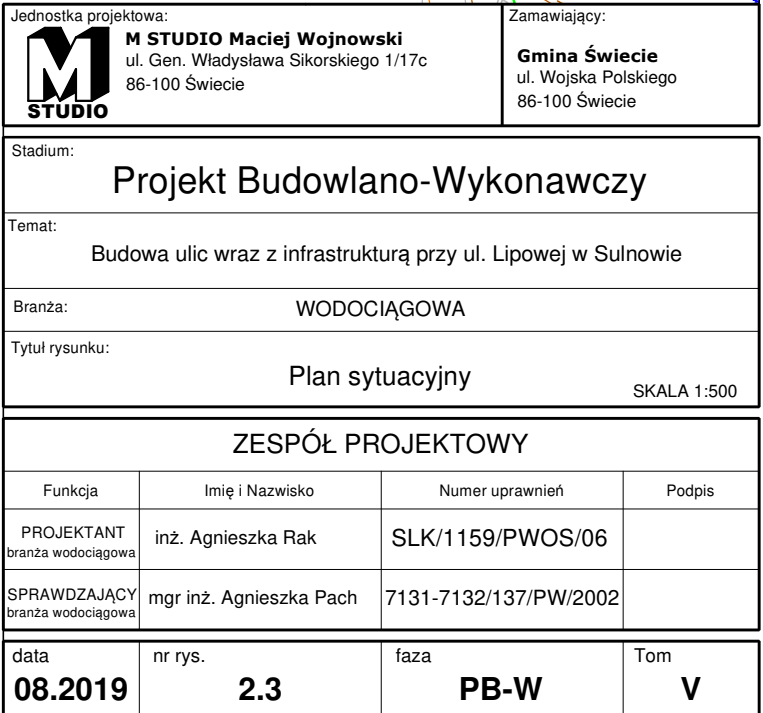 Jednostka projektowa:
M STUDIO
M STUDIO Maciej Wojnowski
ul. Gen. Władysława Sikorskiego 1/17c
86-100 Świecie
Zamawiający:
Gmina Świecie
ul. Wojska Polskiego
86-100 Świecie
Stadium:
Projekt Budowlano-Wykonawczy
Temat:
Budowa ulic wraz z infrastrukturą przy ul. Lipowej w Sulnowie
Branża:
WODOCIĄGOWA
Tytuł rysunku:
Plan sytuacyjny
SKALA 1:500
ZESPÓŁ PROJEKTOWY
Funkcja Imię i Nazwisko Numer uprawnień Podpis
PROJEKTANT
branża wodociągowa
inż. Agnieszka Rak
SLK/1159/PWOS/06
SPRAWDZAJĄCY
branża wodociągowa
mgr inż. Agnieszka Pach
7131-7132/137/PW/2002
data nr rys. faza Tom
08.2019 2.3 PB-W V